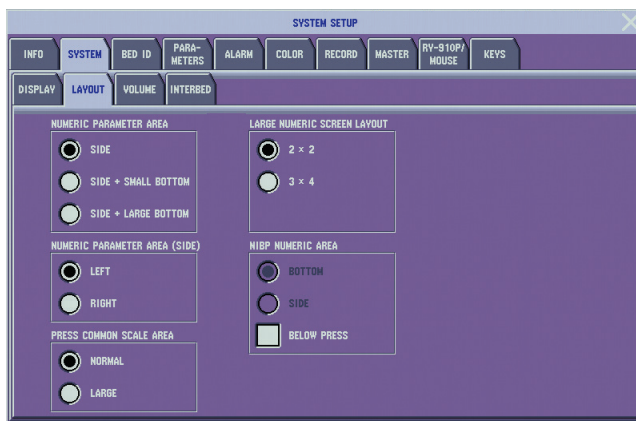 SYSTEM SETUP
INFO
SYSTEM
BED ID
PARA-
METERS
ALARM
COLOR
RECORD
MASTER
RY-910P/
MOUSE
KEYS
DISPLAY
LAYOUT
VOLUME
INTERBED
NUMERIC PARAMETER AREA
SIDE
SIDE + SMALL BOTTOM
SIDE + LARGE BOTTOM
LARGE NUMERIC SCREEN LAYOUT
2 × 2
3 × 4
NUMERIC PARAMETER AREA (SIDE)
LEFT
RIGHT
NIBP NUMERIC AREA
BOTTOM
SIDE
BELOW PRESS
PRESS COMMON SCALE AREA
NORMAL
LARGE